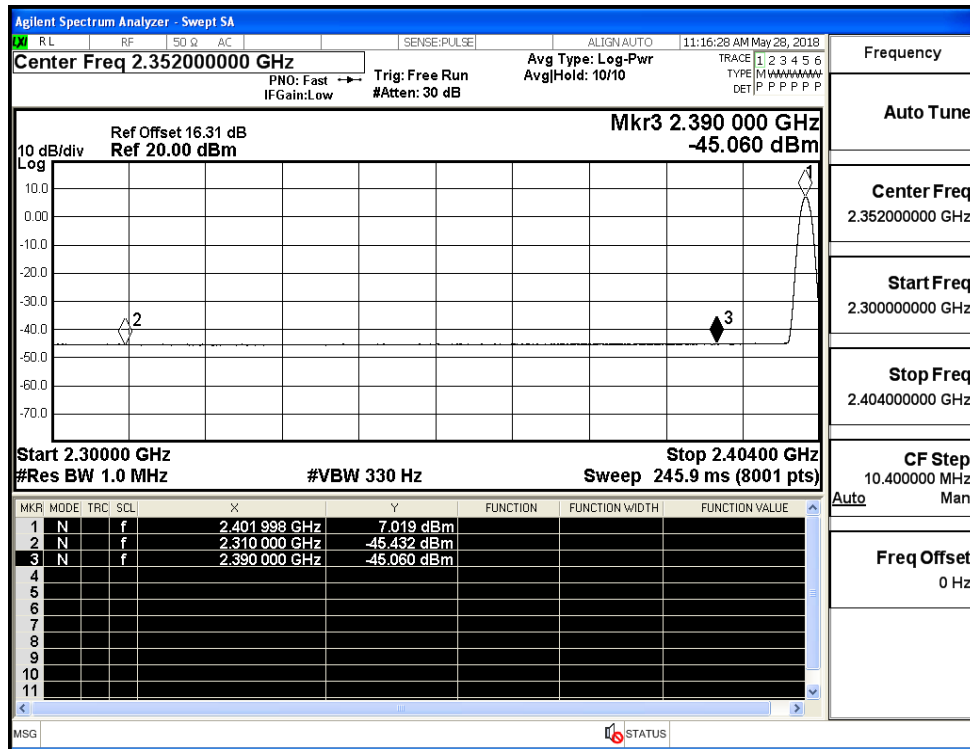 Agilent Spectrum Analyzer - Swept SA
LXI RL RF 50 Ω AC SENSE:PULSE ALIGN AUTO 11:16:28 AM May 28, 2018
Center Freq 2.352000000 GHz
PNO: Fast
IFGain:Low
Trig: Free Run
#Atten: 30 dB
Avg Type: Log-Pwr
Avg|Hold: 10/10
TRACE 1 2 3 4 5 6
TYPE M WWWWW
DET P P P P P P
Ref Offset 16.31 dB
10 dB/div Ref 20.00 dBm
Log
Mkr3 2.390 000 GHz
-45.060 dBm
10.0
0.00
-10.0
-20.0
-30.0
-40.0
-50.0
-60.0
-70.0
1
2
3
Start 2.30000 GHz Stop 2.40400 GHz
#Res BW 1.0 MHz #VBW 330 Hz Sweep 245.9 ms (8001 pts)
MKR MODE TRC SCL X Y FUNCTION FUNCTION WIDTH FUNCTION VALUE
1 N f 2.401 998 GHz 7.019 dBm
2 N f 2.310 000 GHz -45.432 dBm
3 N f 2.390 000 GHz -45.060 dBm
4
5
6
7
8
9
10
11
MSG STATUS
Frequency
Auto Tune
Center Freq
2.352000000 GHz
Start Freq
2.300000000 GHz
Stop Freq
2.404000000 GHz
CF Step
10.400000 MHz
Auto Man
Freq Offset
0 Hz